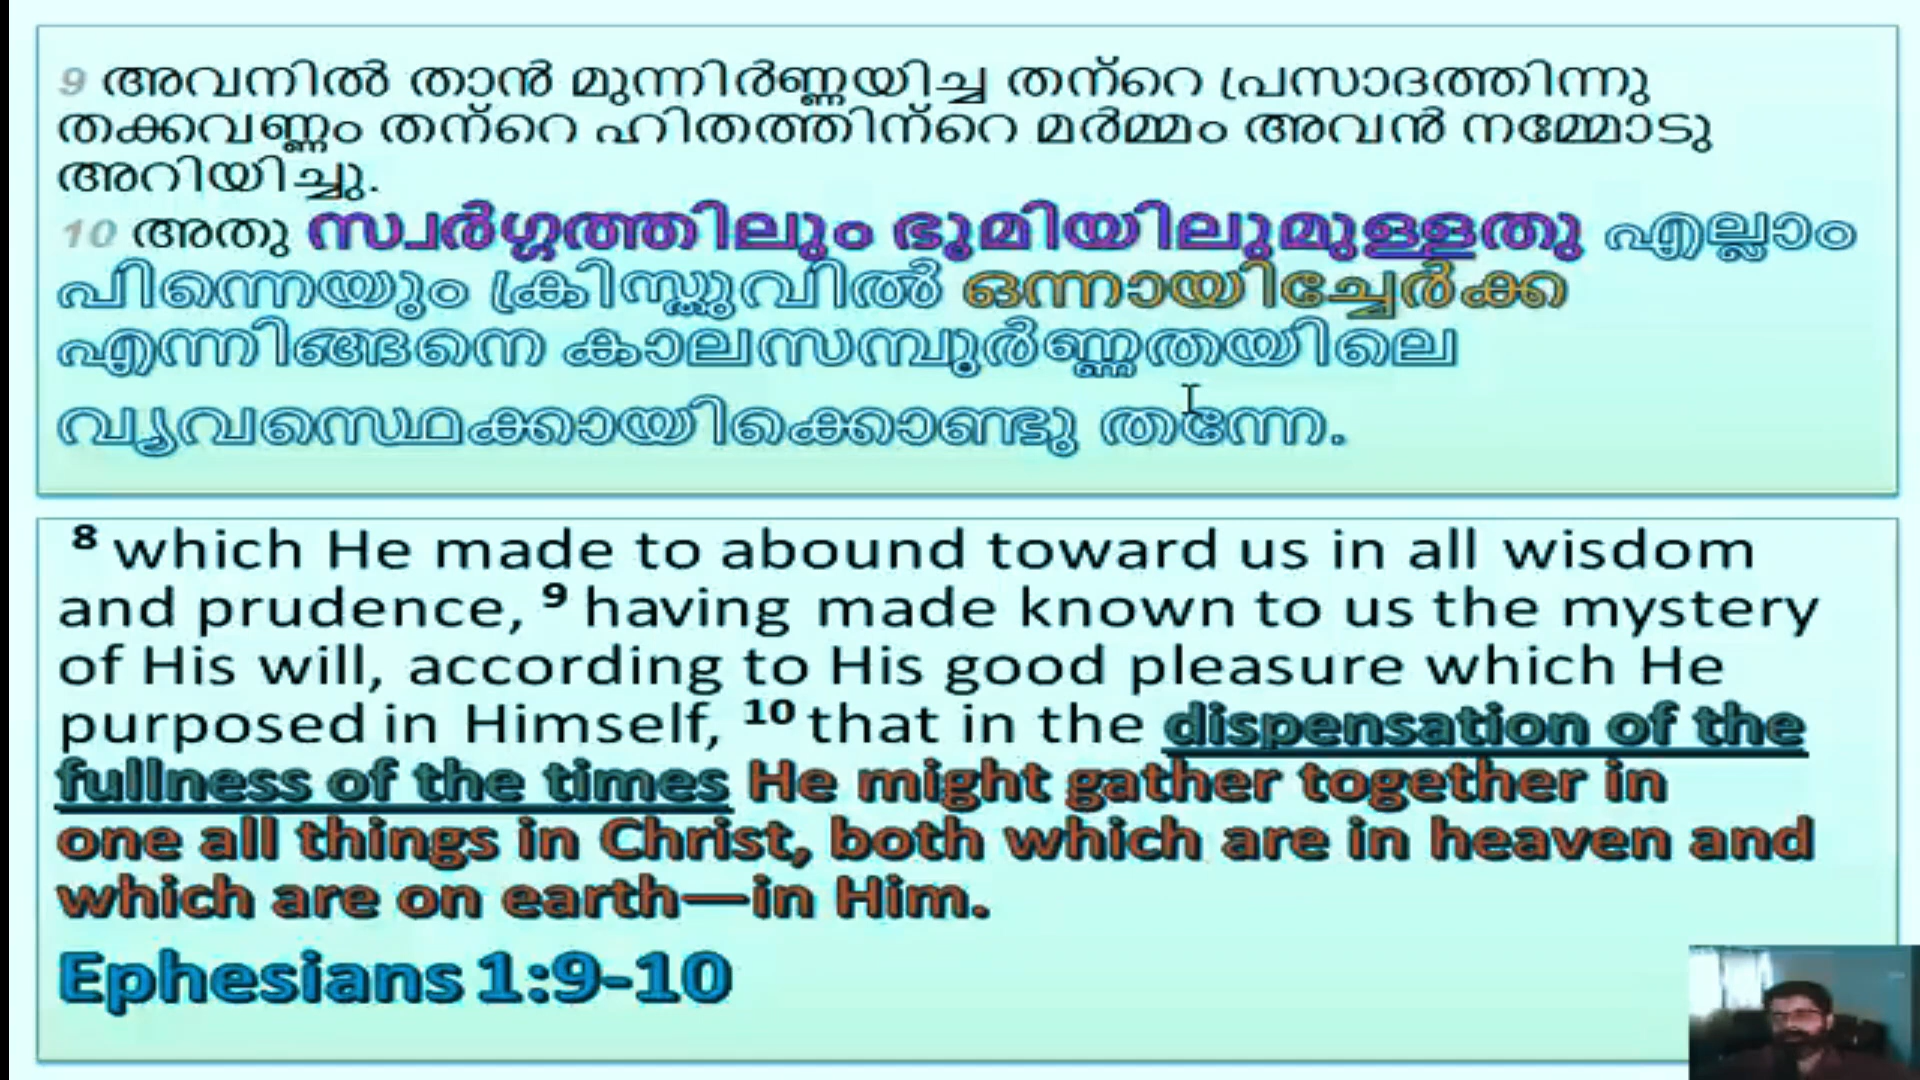 9 അവനിൽ താൻ മുന്നിർണ്ണയിച്ച തന്റെ പ്രസാദത്തിന്നു
തക്കവണ്ണം തന്റെ ഹിതത്തിന്റെ മർമ്മം അവൻ നമ്മോടു
അറിയിച്ചു.
10 അതു സ്വർഗ്ഗത്തിലും ഭൂമിയിലുമുള്ളതു എല്ലാം
പിന്നെയും ക്രിസ്തുവിൽ ഒന്നായിച്ചേർക്ക
എന്നിങ്ങനെ കാലസമ്പൂർണ്ണതയിലെ
വ്യവസ്ഥെക്കായിക്കൊണ്ടു തന്നേ.
8 which He made to abound toward us in all wisdom
and prudence, 9 having made known to us the mystery
of His will, according to His good pleasure which He
purposed in Himself, 10 that in the dispensation of the
fullness of the times He might gather together in
one all things in Christ, both which are in heaven and
which are on earth—in Him.
Ephesians 1:9-10